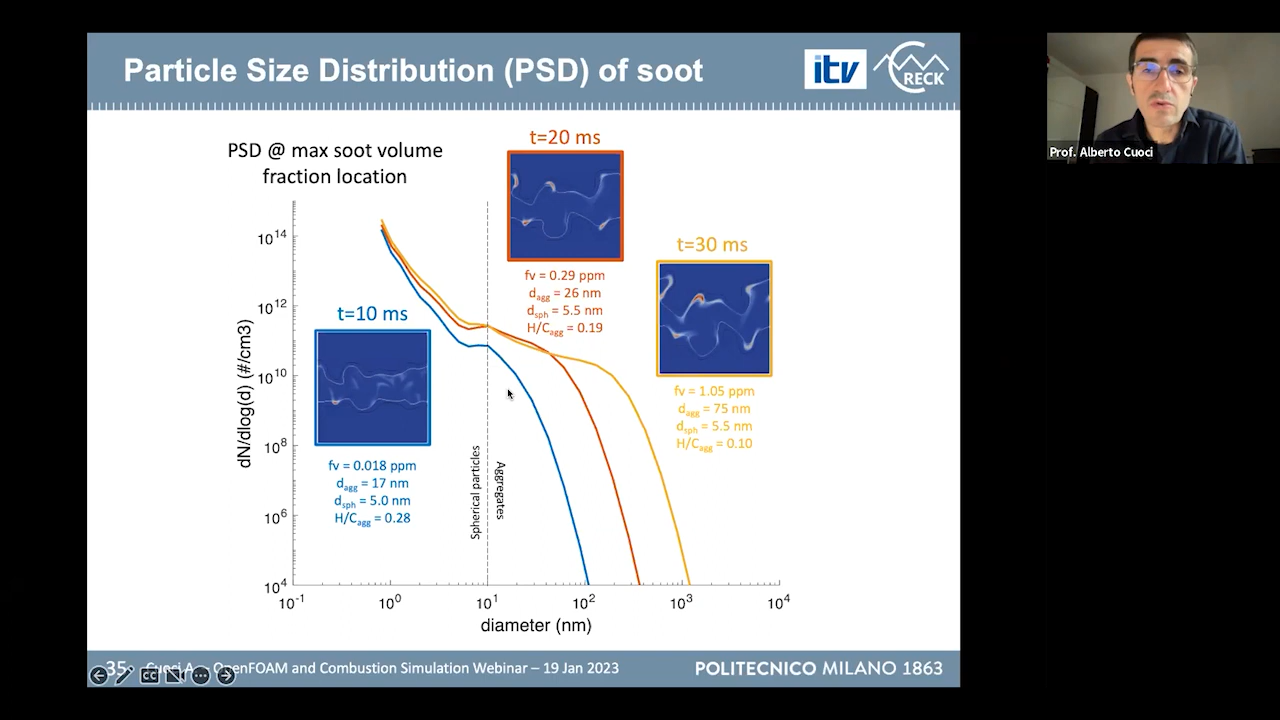 Particle Size Distribution (PSD) of soot
itv
CRECK
Prof. Alberto Cuoci
PSD @ max soot volume
fraction location
t=20 ms
fv = 0.29 ppm
dagg = 26 nm
dsph = 5.5 nm
H/Cagg = 0.19
t=30 ms
fv = 1.05 ppm
dagg = 75 nm
dsph = 5.5 nm
H/Cagg = 0.10
t=10 ms
fv = 0.018 ppm
dagg = 17 nm
dsph = 5.0 nm
H/Cagg = 0.28
dN/dlog(d) (#/cm3)
10^14
10^12
10^10
10^8
10^6
10^4
Spherical particles
Aggregates
10^-1 10^0 10^1 10^2 10^3 10^4
diameter (nm)
35 Cuoci A. OpenFOAM and Combustion Simulation Webinar – 19 Jan 2023
CC
POLITECNICO MILANO 1863